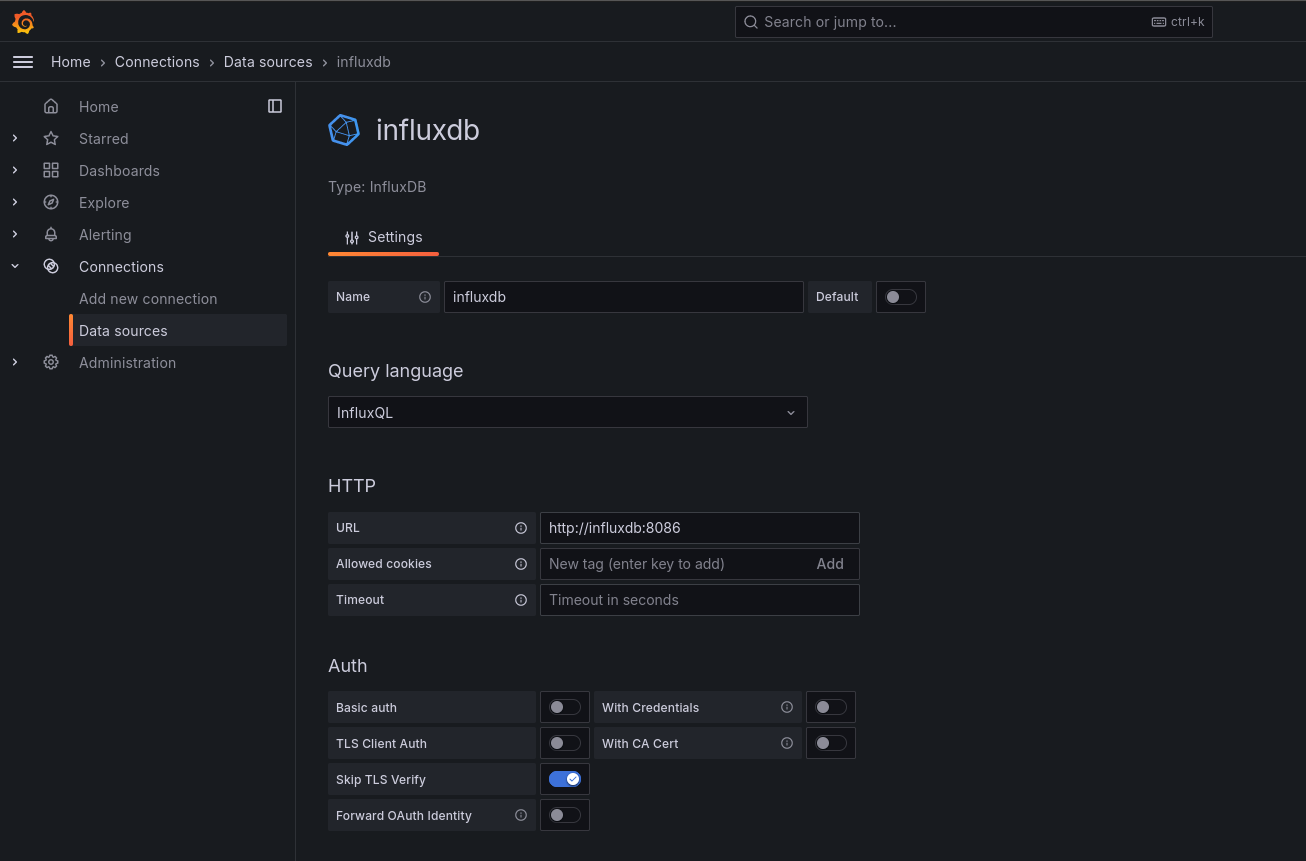 Search or jump to... ctrl+k
Home › Connections › Data sources › influxdb
Home
Starred
Dashboards
Explore
Alerting
Connections
Add new connection
Data sources
Administration
influxdb
Type: InfluxDB
Settings
Name influxdb Default
Query language
InfluxQL
HTTP
URL http://influxdb:8086
Allowed cookies New tag (enter key to add) Add
Timeout Timeout in seconds
Auth
Basic auth With Credentials
TLS Client Auth With CA Cert
Skip TLS Verify
Forward OAuth Identity